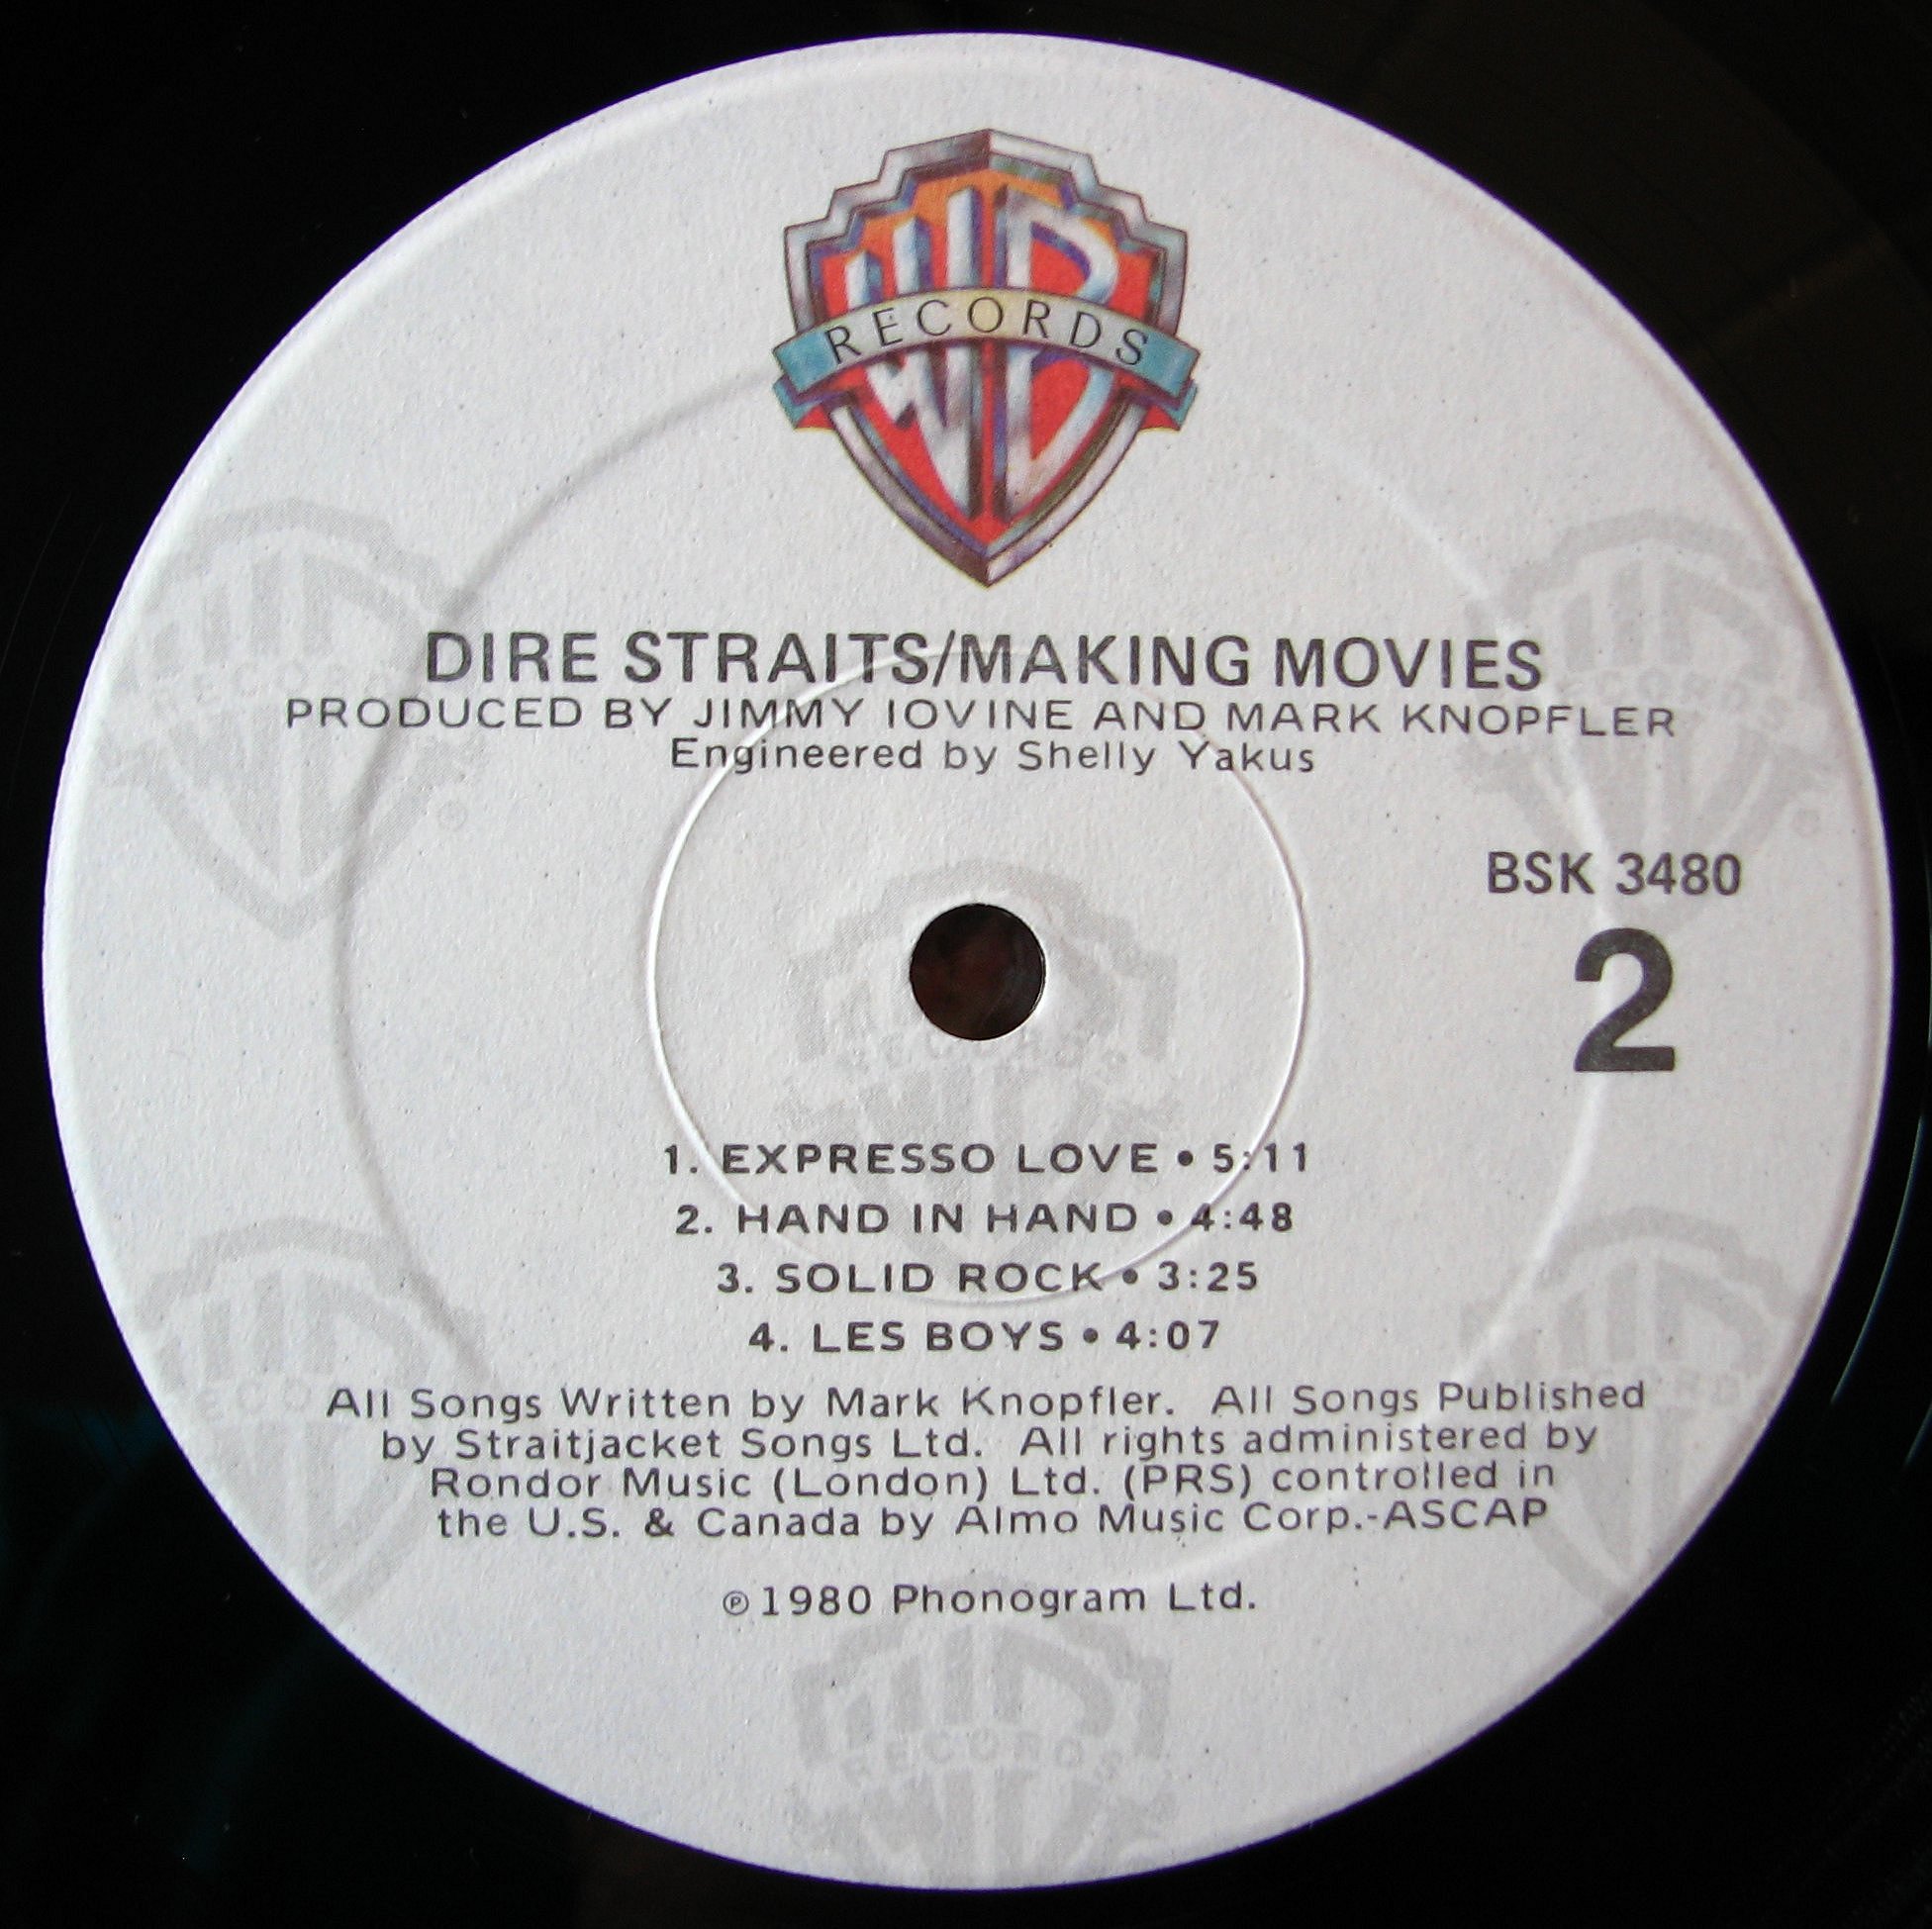 WB
RECORDS
DIRE STRAITS/MAKING MOVIES
PRODUCED BY JIMMY IOVINE AND MARK KNOPFLER
Engineered by Shelly Yakus
BSK 3480
2
1. EXPRESSO LOVE • 5:11
2. HAND IN HAND • 4:48
3. SOLID ROCK • 3:25
4. LES BOYS • 4:07
All Songs Written by Mark Knopfler. All Songs Published
by Straitjacket Songs Ltd. All rights administered by
Rondor Music (London) Ltd. (PRS) controlled in
the U.S. & Canada by Almo Music Corp.-ASCAP
℗1980 Phonogram Ltd.
RECORDS